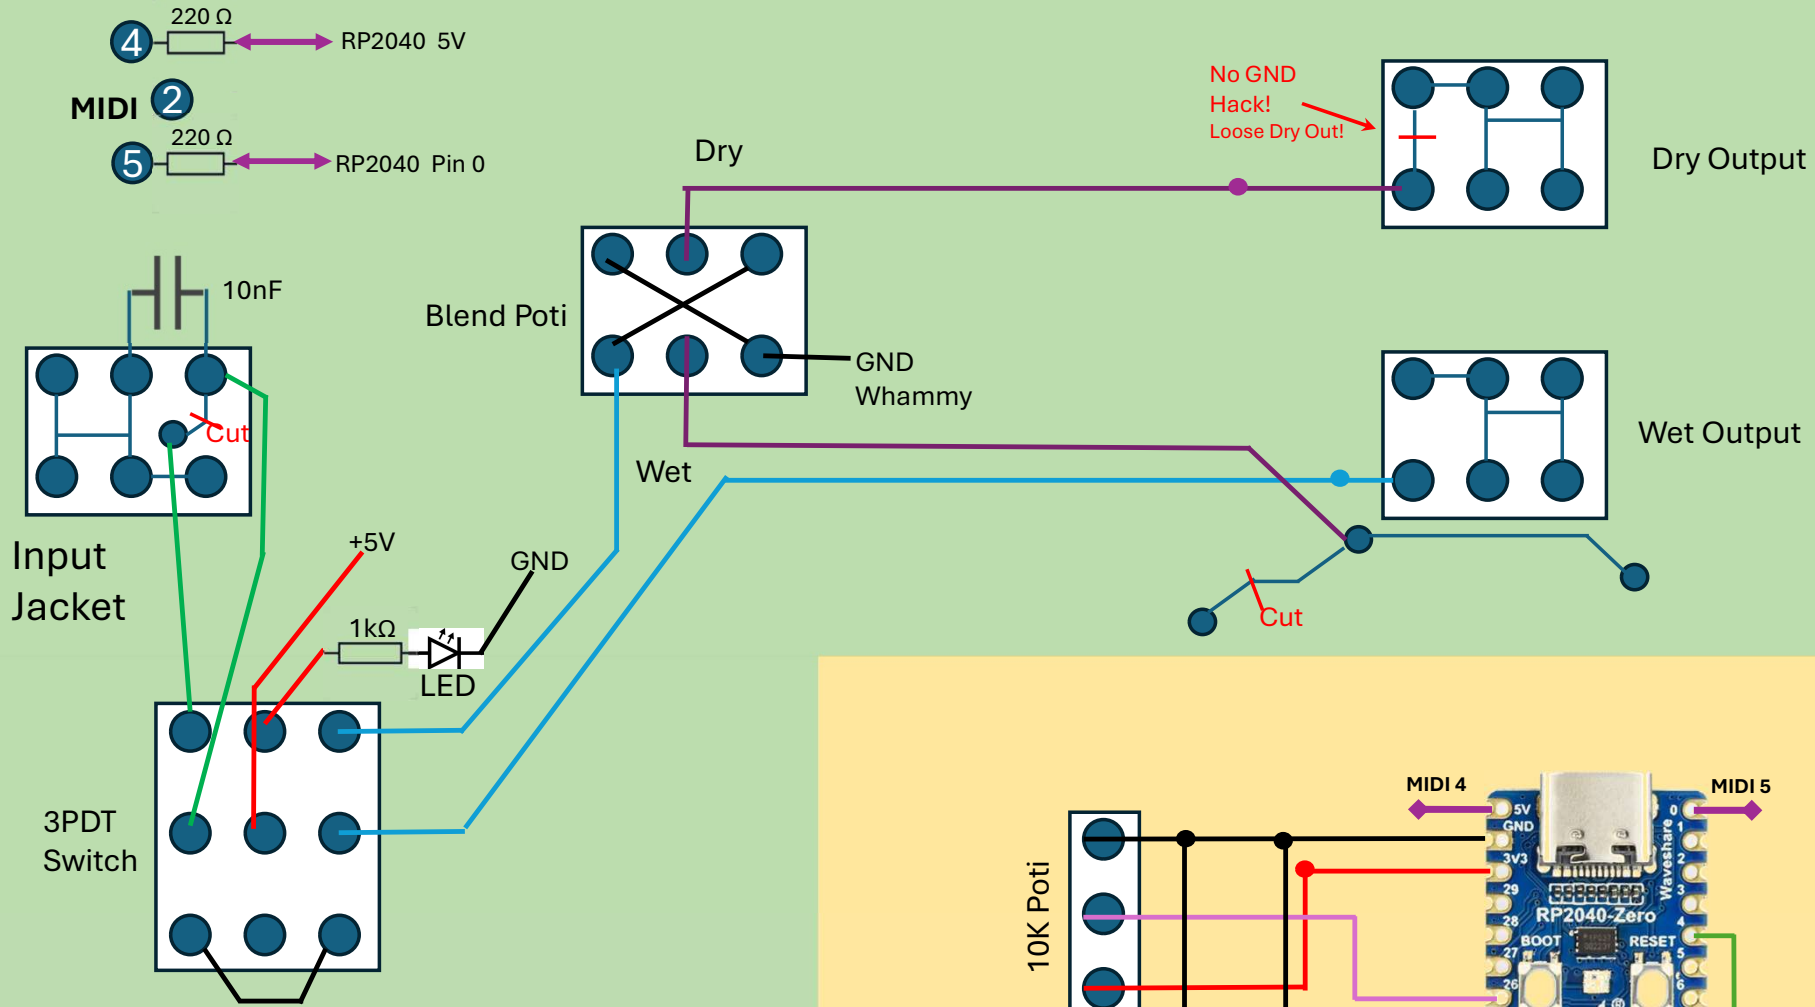 220 Ω
4
RP2040 5V
2
MIDI
220 Ω
5
RP2040 Pin 0
No GND
Hack!
Loose Dry Out!
Dry
Dry Output
10nF
Blend Poti
GND
Whammy
Cut
Wet
Wet Output
Input
Jacket
+5V
GND
1kΩ
LED
Cut
3PDT
Switch
10K Poti
MIDI 4
MIDI 5
5V
GND
3V3
29
28
27
26
0
1
2
3
4
5
6
Waveshare
RP2040-Zero
BOOT
RESET